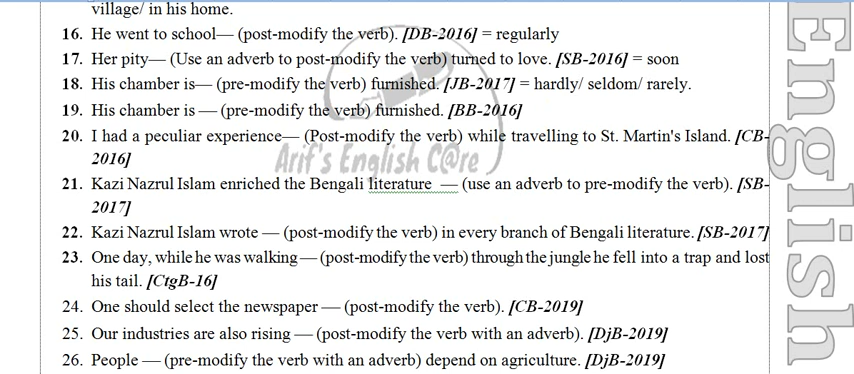 village/ in his home.
16. He went to school— (post-modify the verb). [DB-2016] = regularly
17. Her pity— (Use an adverb to post-modify the verb) turned to love. [SB-2016] = soon
18. His chamber is— (pre-modify the verb) furnished. [JB-2017] = hardly/ seldom/ rarely.
19. His chamber is — (pre-modify the verb) furnished. [BB-2016]
20. I had a peculiar experience— (Post-modify the verb) while travelling to St. Martin's Island. [CB-
2016]
21. Kazi Nazrul Islam enriched the Bengali literature — (use an adverb to pre-modify the verb). [SB-
2017]
22. Kazi Nazrul Islam wrote — (post-modify the verb) in every branch of Bengali literature. [SB-2017]
23. One day, while he was walking— (post-modify the verb) through the jungle he fell into a trap and lost
his tail. [CtgB-16]
24. One should select the newspaper — (post-modify the verb). [CB-2019]
25. Our industries are also rising — (post-modify the verb with an adverb). [DjB-2019]
26. People — (pre-modify the verb with an adverb) depend on agriculture. [DjB-2019]
Arif's English C@re
English